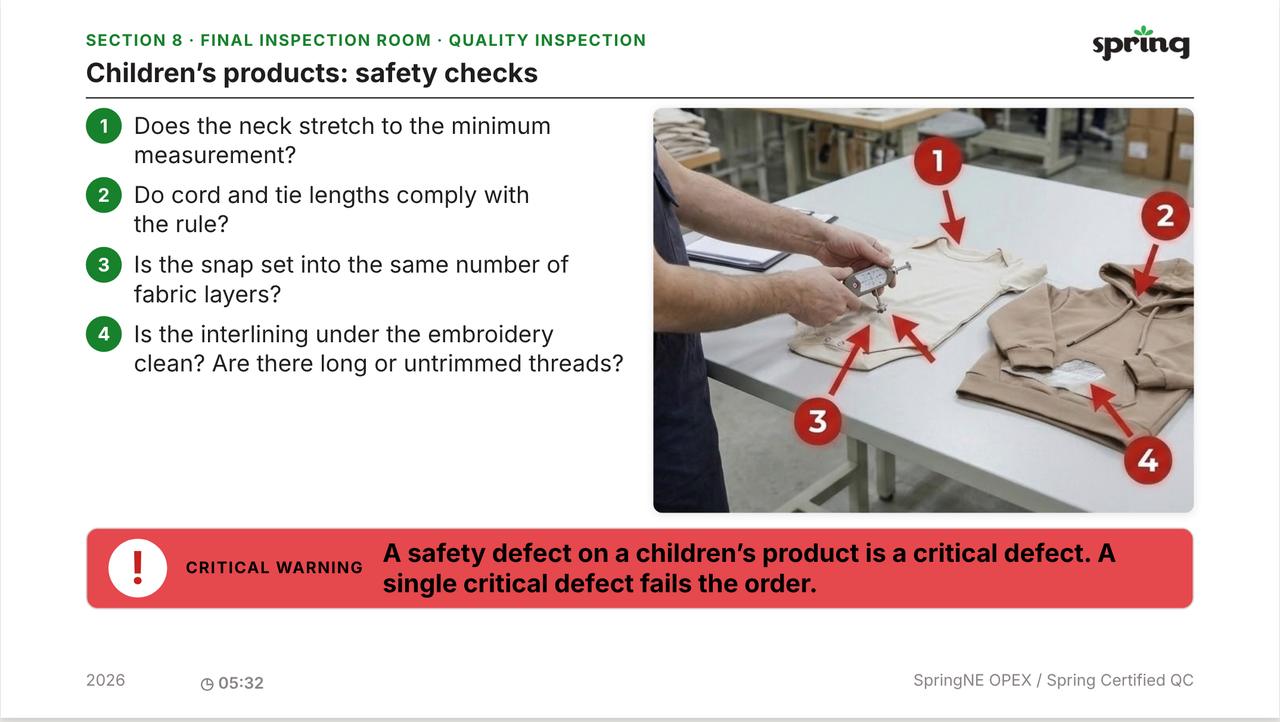 SECTION 8 · FINAL INSPECTION ROOM · QUALITY INSPECTION
spring
Children’s products: safety checks
1 Does the neck stretch to the minimum
measurement?
2 Do cord and tie lengths comply with
the rule?
3 Is the snap set into the same number of
fabric layers?
4 Is the interlining under the embroidery
clean? Are there long or untrimmed threads?
1
2
3
4
! CRITICAL WARNING
A safety defect on a children’s product is a critical defect. A
single critical defect fails the order.
2026
05:32
SpringNE OPEX / Spring Certified QC